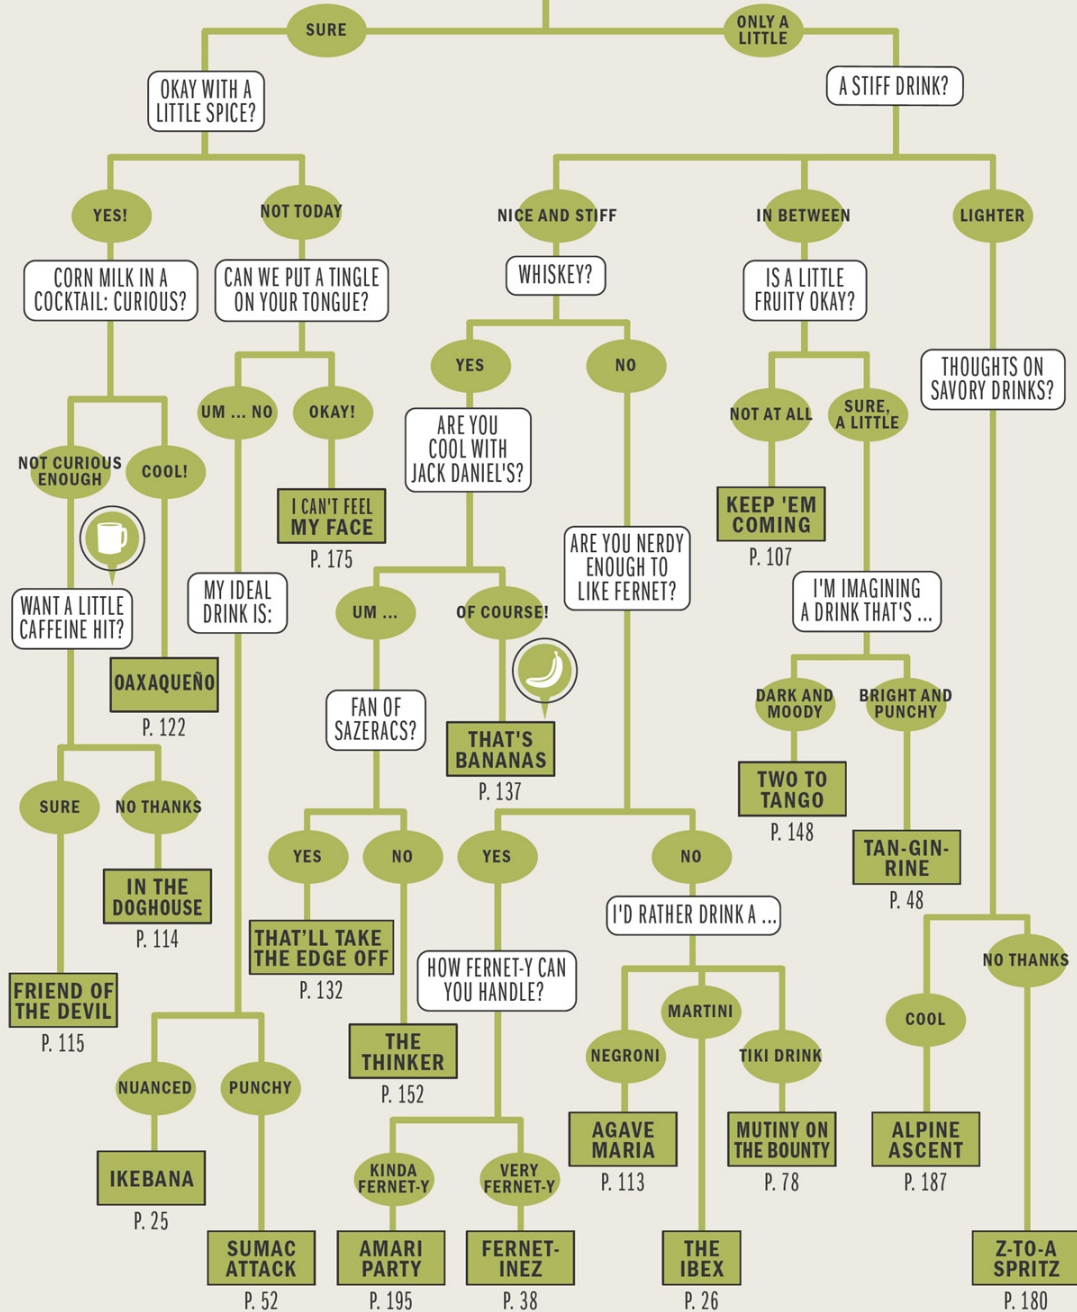 SURE
ONLY A
LITTLE
OKAY WITH A
LITTLE SPICE?
A STIFF DRINK?
YES!
NOT TODAY
NICE AND STIFF
IN BETWEEN
LIGHTER
CORN MILK IN A
COCKTAIL: CURIOUS?
CAN WE PUT A TINGLE
ON YOUR TONGUE?
WHISKEY?
IS A LITTLE
FRUITY OKAY?
YES
NO
THOUGHTS ON
SAVORY DRINKS?
UM ... NO
OKAY!
NOT AT ALL
SURE,
A LITTLE
ARE YOU
COOL WITH
JACK DANIEL'S?
NOT CURIOUS
ENOUGH
COOL!
I CAN'T FEEL
MY FACE
P. 175
KEEP 'EM
COMING
P. 107
ARE YOU NERDY
ENOUGH TO
LIKE FERNET?
WANT A LITTLE
CAFFEINE HIT?
MY IDEAL
DRINK IS:
UM ...
OF COURSE!
I'M IMAGINING
A DRINK THAT'S ...
OAXAQUEÑO
P. 122
FAN OF
SAZERACS?
THAT'S
BANANAS
P. 137
DARK AND
MOODY
BRIGHT AND
PUNCHY
TWO TO
TANGO
P. 148
SURE
NO THANKS
YES
NO
YES
NO
TAN-GIN-
RINE
P. 48
IN THE
DOGHOUSE
P. 114
I'D RATHER DRINK A ...
THAT'LL TAKE
THE EDGE OFF
P. 132
HOW FERNET-Y CAN
YOU HANDLE?
NO THANKS
FRIEND OF
THE DEVIL
P. 115
MARTINI
COOL
THE
THINKER
P. 152
NEGRONI
TIKI DRINK
NUANCED
PUNCHY
AGAVE
MARIA
P. 113
MUTINY ON
THE BOUNTY
P. 78
ALPINE
ASCENT
P. 187
IKEBANA
P. 25
KINDA
FERNET-Y
VERY
FERNET-Y
SUMAC
ATTACK
P. 52
AMARI
PARTY
P. 195
FERNET-
INEZ
P. 38
THE
IBEX
P. 26
Z-TO-A
SPRITZ
P. 180